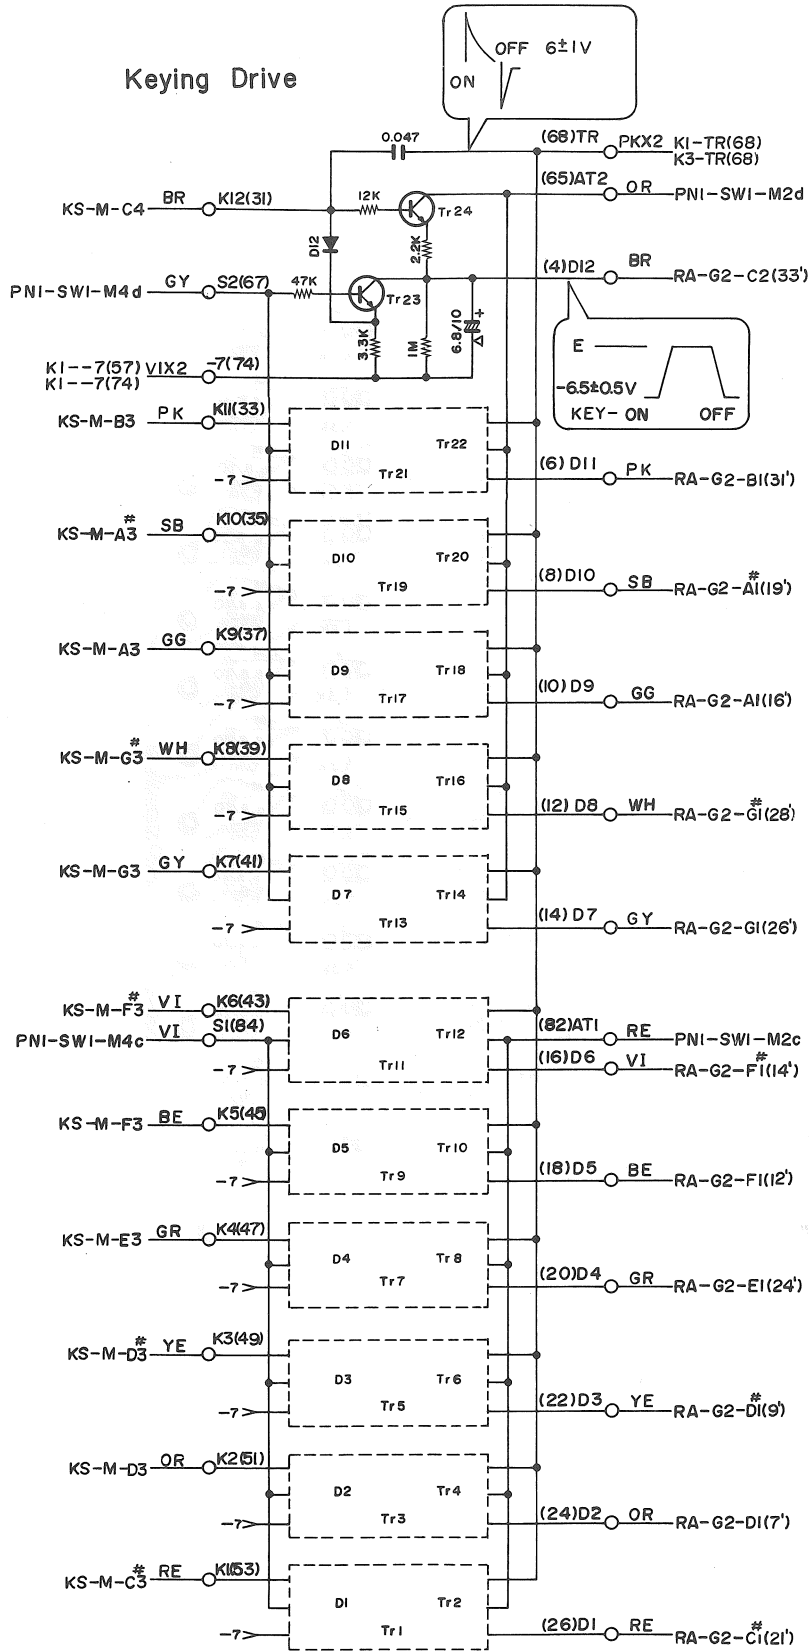 Keying Drive
OFF 6±1V
ON
0.047
(68)TR PKX2 K1-TR(68)
K3-TR(68)
KS-M-C4 BR K12(31) 12K Tr24 (65)AT2 OR PN1-SW1-M2d
D12 2.2K
PN1-SW1-M4d GY S2(67) 47K Tr23 (4)D12 BR RA-G2-C2(33')
3.3K 1M 6.8/10 +
E
K1--7(57) VIX2 -7(74)
K1--7(74)
-6.5±0.5V
KEY- ON OFF
KS-M-B3 PK K11(33) D11 Tr22
-7 Tr21 (6) D11 PK RA-G2-B1(31')
KS-M-A3# SB K10(35) D10 Tr20
-7 Tr19 (8)D10 SB RA-G2-A1#(19')
KS-M-A3 GG K9(37) D9 Tr18
-7 Tr17 (10) D9 GG RA-G2-A1(16')
KS-M-G3# WH K8(39) D8 Tr16
-7 Tr15 (12) D8 WH RA-G2-G1#(28')
KS-M-G3 GY K7(41) D7 Tr14
-7 Tr13 (14) D7 GY RA-G2-G1(26')
KS-M-F3# VI K6(43) D6 Tr12
PN1-SW1-M4c VI S1(84) (82)AT1 RE PN1-SW1-M2c
-7 Tr11 (16)D6 VI RA-G2-F1#(14')
KS-M-F3 BE K5(45) D5 Tr10
-7 Tr9 (18)D5 BE RA-G2-F1(12')
KS-M-E3 GR K4(47) D4 Tr8
-7 Tr7 (20)D4 GR RA-G2-E1(24')
KS-M-D3# YE K3(49) D3 Tr6
-7 Tr5 (22)D3 YE RA-G2-D1#(9')
KS-M-D3 OR K2(51) D2 Tr4
-7 Tr3 (24)D2 OR RA-G2-D1(7')
KS-M-C3# RE K1(53) D1 Tr2
-7 Tr1 (26)D1 RE RA-G2-C1#(21')